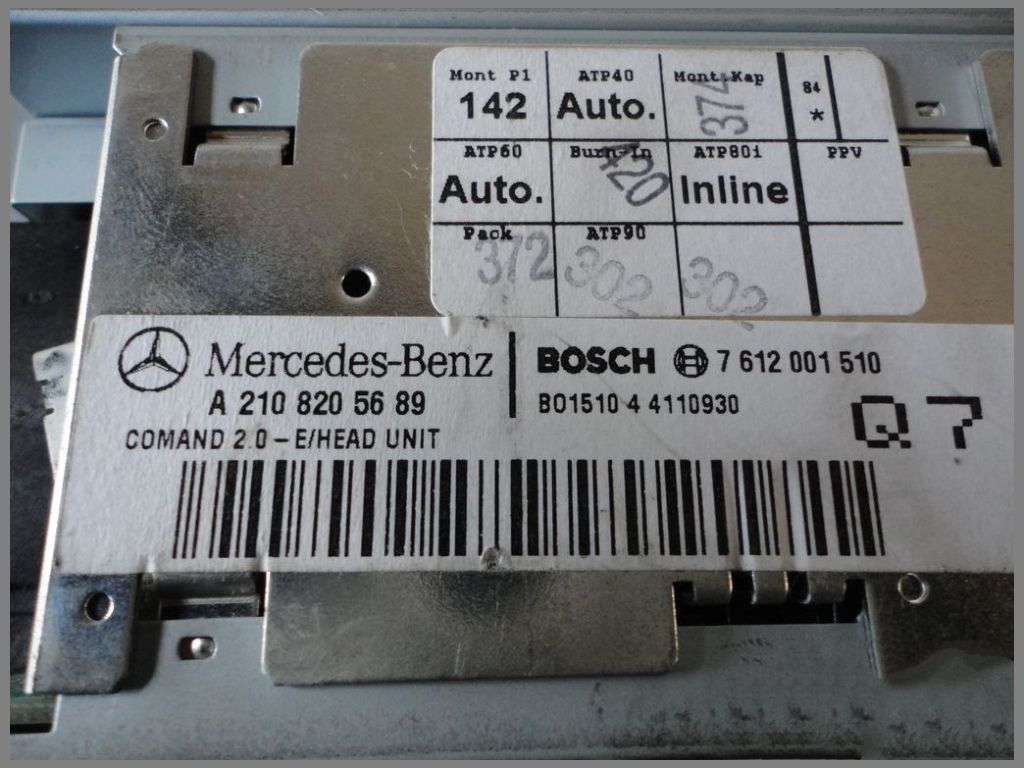 Mont P1 ATP40 Mont.Kap 84
142 Auto. 374 *
ATP60 Burn-In ATP80i PPV
Auto. 420 Inline
Pack ATP90
372 302 302
Mercedes-Benz BOSCH 7 612 001 510
A 210 820 56 89 BO1510 4 4110930
Q 7
COMAND 2.0 - E/HEAD UNIT